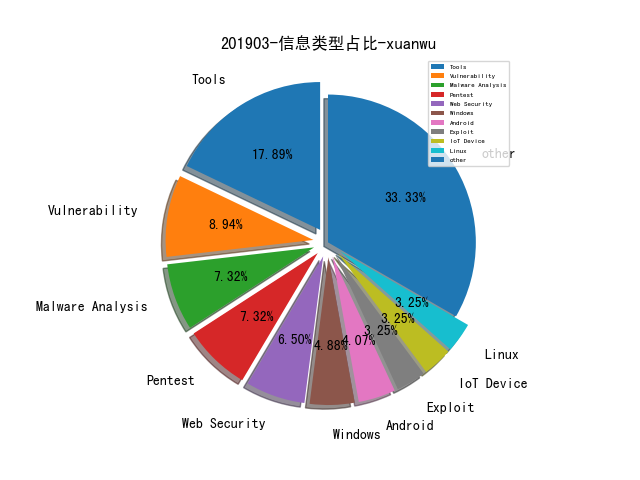 201903-信息类型占比-xuanwu
Tools
Vulnerability
Malware Analysis
Pentest
Web Security
Windows
Android
Exploit
IoT Device
Linux
other
Tools
other
17.89%
33.33%
Vulnerability
8.94%
7.32%
Malware Analysis
3.25%
7.32%
3.25%
3.25%
6.50%
4.88%
4.07%
Linux
Pentest
IoT Device
Exploit
Web Security
Android
Windows